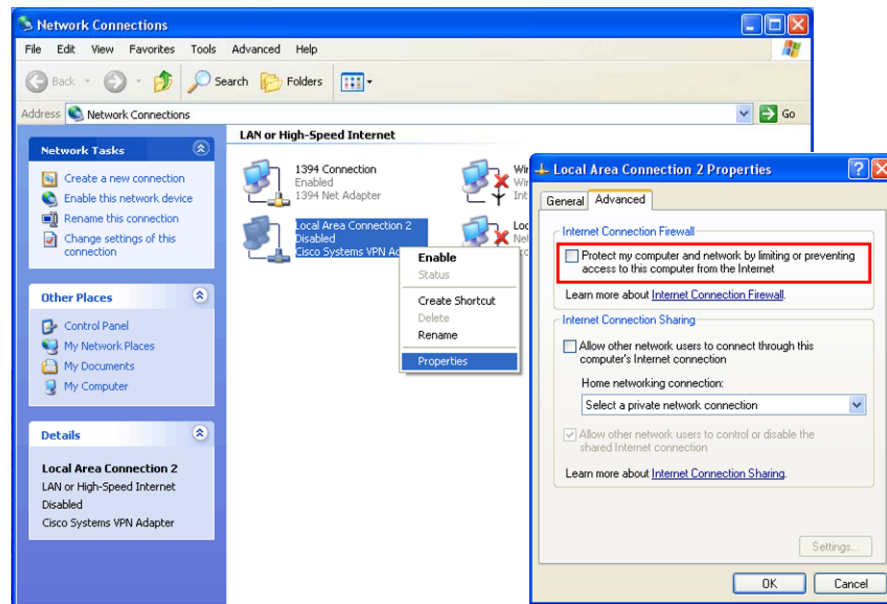 Network Connections
File Edit View Favorites Tools Advanced Help
Back Search Folders
Address Network Connections Go
Network Tasks
Create a new connection
Enable this network device
Rename this connection
Change settings of this
connection
Other Places
Control Panel
My Network Places
My Documents
My Computer
Details
Local Area Connection 2
LAN or High-Speed Internet
Disabled
Cisco Systems VPN Adapter
LAN or High-Speed Internet
1394 Connection
Enabled
1394 Net Adapter
Local Area Connection 2
Disabled
Cisco Systems VPN
Enable
Status
Create Shortcut
Delete
Rename
Properties
Local Area Connection 2 Properties
General Advanced
Internet Connection Firewall
Protect my computer and network by limiting or preventing
access to this computer from the Internet
Learn more about Internet Connection Firewall.
Internet Connection Sharing
Allow other network users to connect through this
computer's Internet connection
Home networking connection:
Select a private network connection
Allow other network users to control or disable the
shared Internet connection
Learn more about Internet Connection Sharing.
Settings...
OK Cancel